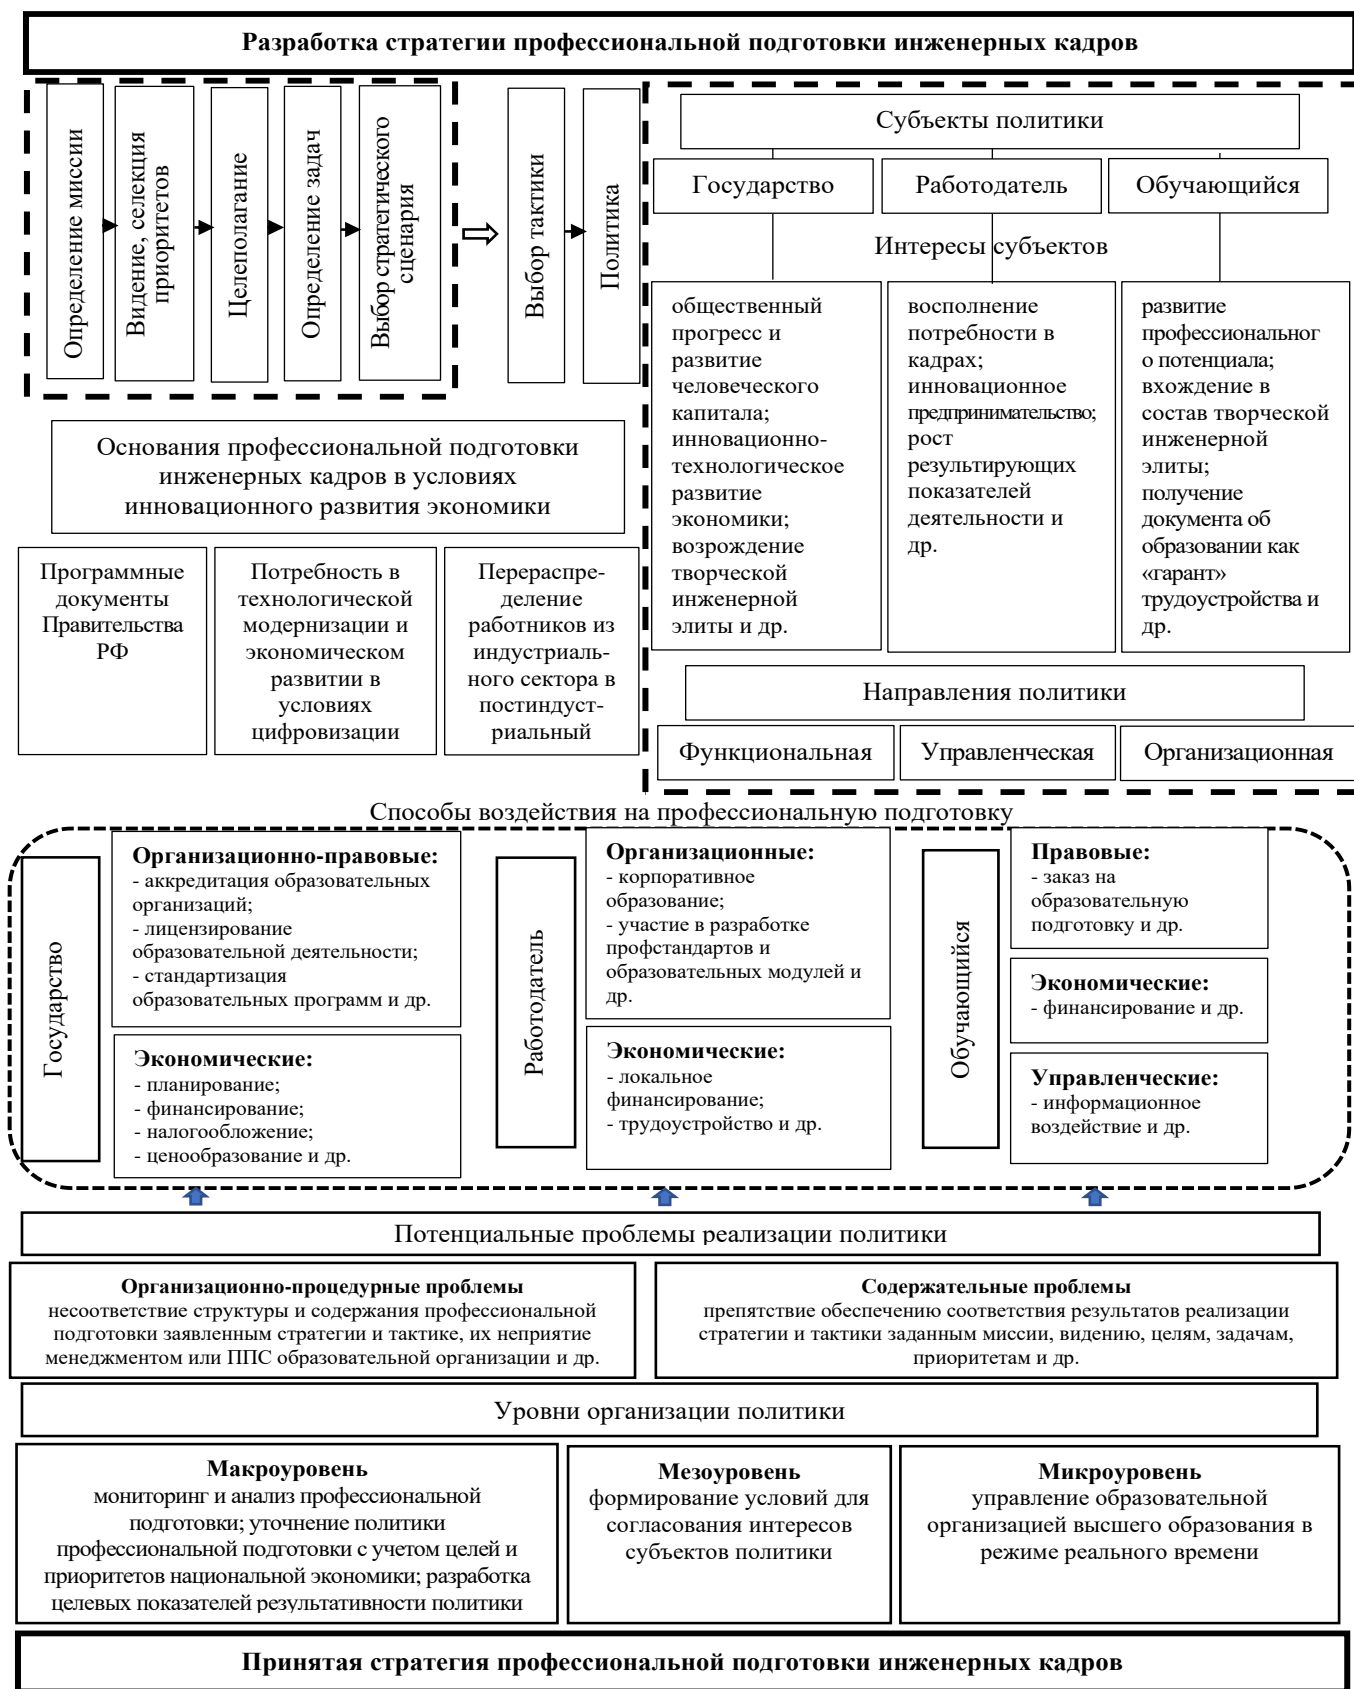 Разработка стратегии профессиональной подготовки инженерных кадров
Определение миссии
Видение, селекция
приоритетов
Целеполагание
Определение задач
Выбор стратегического
сценария
Выбор тактики
Политика
Субъекты политики
Государство
Работодатель
Обучающийся
Интересы субъектов
общественный
прогресс и
развитие
человеческого
капитала;
инновационно-
технологическое
развитие
экономики;
возрождение
творческой
инженерной
элиты и др.
восполнение
потребности в
кадрах;
инновационное
предпринимательство;
рост
результирующих
показателей
деятельности и
др.
развитие
профессиональног
о потенциала;
вхождение в
состав творческой
инженерной
элиты;
получение
документа об
образовании как
«гарант»
трудоустройства и
др.
Основания профессиональной подготовки
инженерных кадров в условиях
инновационного развития экономики
Программные
документы
Правительства
РФ
Потребность в
технологической
модернизации и
экономическом
развитии в
условиях
цифровизации
Перераспре-
деление
работников из
индустриаль-
ного сектора в
постиндуст-
риальный
Направления политики
Функциональная
Управленческая
Организационная
Способы воздействия на профессиональную подготовку
Государство
Организационно-правовые:
- аккредитация образовательных
организаций;
- лицензирование
образовательной деятельности;
- стандартизация
образовательных программ и др.
Экономические:
- планирование;
- финансирование;
- налогообложение;
- ценообразование и др.
Работодатель
Организационные:
- корпоративное
образование;
- участие в разработке
профстандартов и
образовательных модулей и
др.
Экономические:
- локальное
финансирование;
- трудоустройство и др.
Обучающийся
Правовые:
- заказ на
образовательную
подготовку и др.
Экономические:
- финансирование и др.
Управленческие:
- информационное
воздействие и др.
Потенциальные проблемы реализации политики
Организационно-процедурные проблемы
несоответствие структуры и содержания профессиональной
подготовки заявленным стратегии и тактике, их неприятие
менеджментом или ППС образовательной организации и др.
Содержательные проблемы
препятствие обеспечению соответствия результатов реализации
стратегии и тактики заданным миссии, видению, целям, задачам,
приоритетам и др.
Уровни организации политики
Макроуровень
мониторинг и анализ профессиональной
подготовки; уточнение политики
профессиональной подготовки с учетом целей и
приоритетов национальной экономики; разработка
целевых показателей результативности политики
Мезоуровень
формирование условий для
согласования интересов
субъектов политики
Микроуровень
управление образовательной
организацией высшего образования в
режиме реального времени
Принятая стратегия профессиональной подготовки инженерных кадров